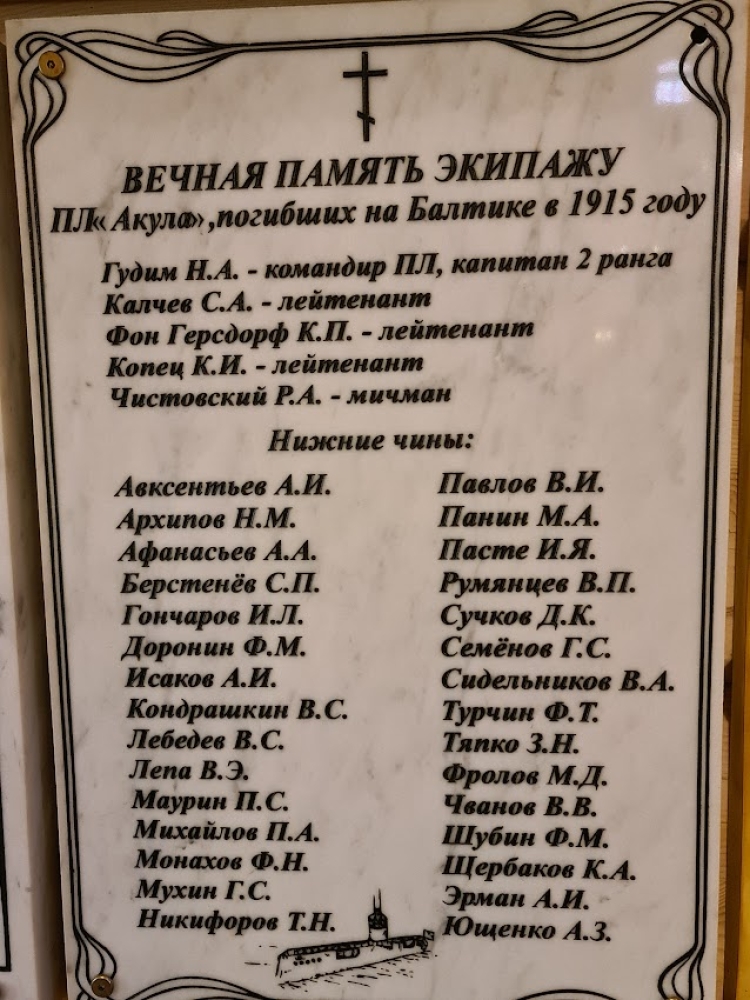 ВЕЧНАЯ ПАМЯТЬ ЭКИПАЖУ
ПЛ«Акула»,погибших на Балтике в 1915 году
Гудим Н.А. - командир ПЛ, капитан 2 ранга
Калчев С.А. - лейтенант
Фон Герсдорф К.П. - лейтенант
Копец К.И. - лейтенант
Чистовский Р.А. - мичман
Нижние чины:
Авксентьев А.И.
Архипов Н.М.
Афанасьев А.А.
Берстенёв С.П.
Гончаров И.Л.
Доронин Ф.М.
Исаков А.И.
Кондрашкин В.С.
Лебедев В.С.
Лепа В.Э.
Маурин П.С.
Михайлов П.А.
Монахов Ф.Н.
Мухин Г.С.
Никифоров Т.Н.
Павлов В.И.
Панин М.А.
Пасте И.Я.
Румянцев В.П.
Сучков Д.К.
Семёнов Г.С.
Сидельников В.А.
Турчин Ф.Т.
Тяпко З.Н.
Фролов М.Д.
Чванов В.В.
Шубин Ф.М.
Щербаков К.А.
Эрман А.И.
Ющенко А.З.